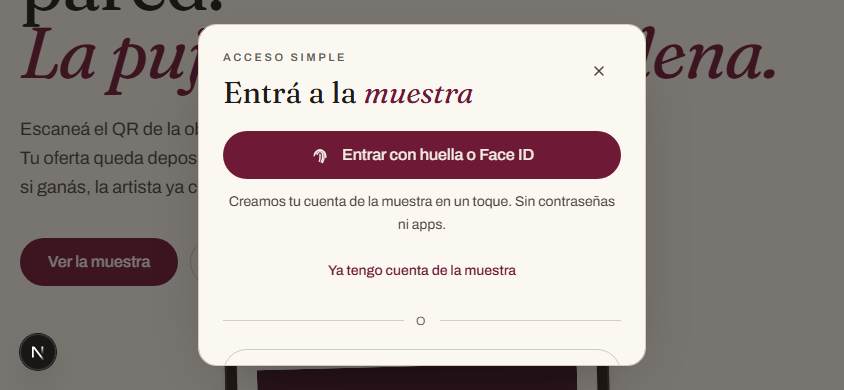 pared.
La puj
lena.
Escaneá el QR de la ob
Tu oferta queda depos
si ganás, la artista ya c
Ver la muestra
N
ACCESO SIMPLE
×
Entrá a la muestra
Entrar con huella o Face ID
Creamos tu cuenta de la muestra en un toque. Sin contraseñas
ni apps.
Ya tengo cuenta de la muestra
O